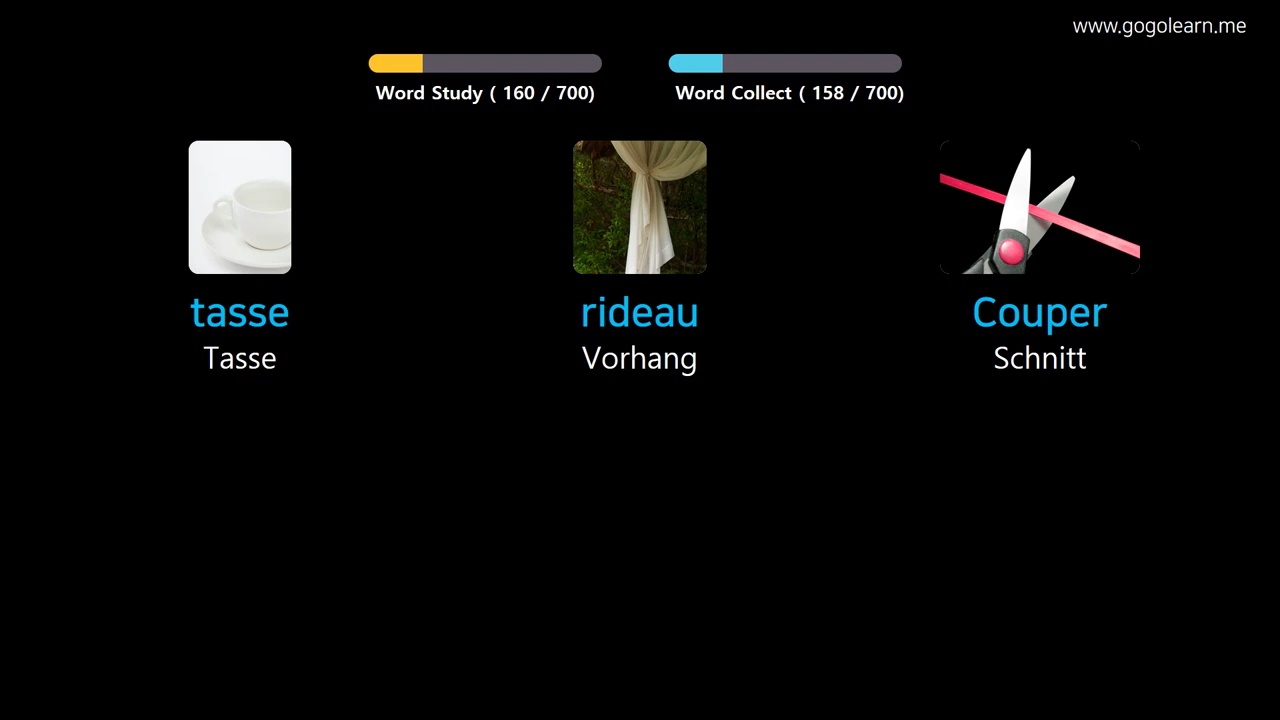 www.gogolearn.me
Word Study ( 160 / 700)
Word Collect ( 158 / 700)
tasse
Tasse
rideau
Vorhang
Couper
Schnitt